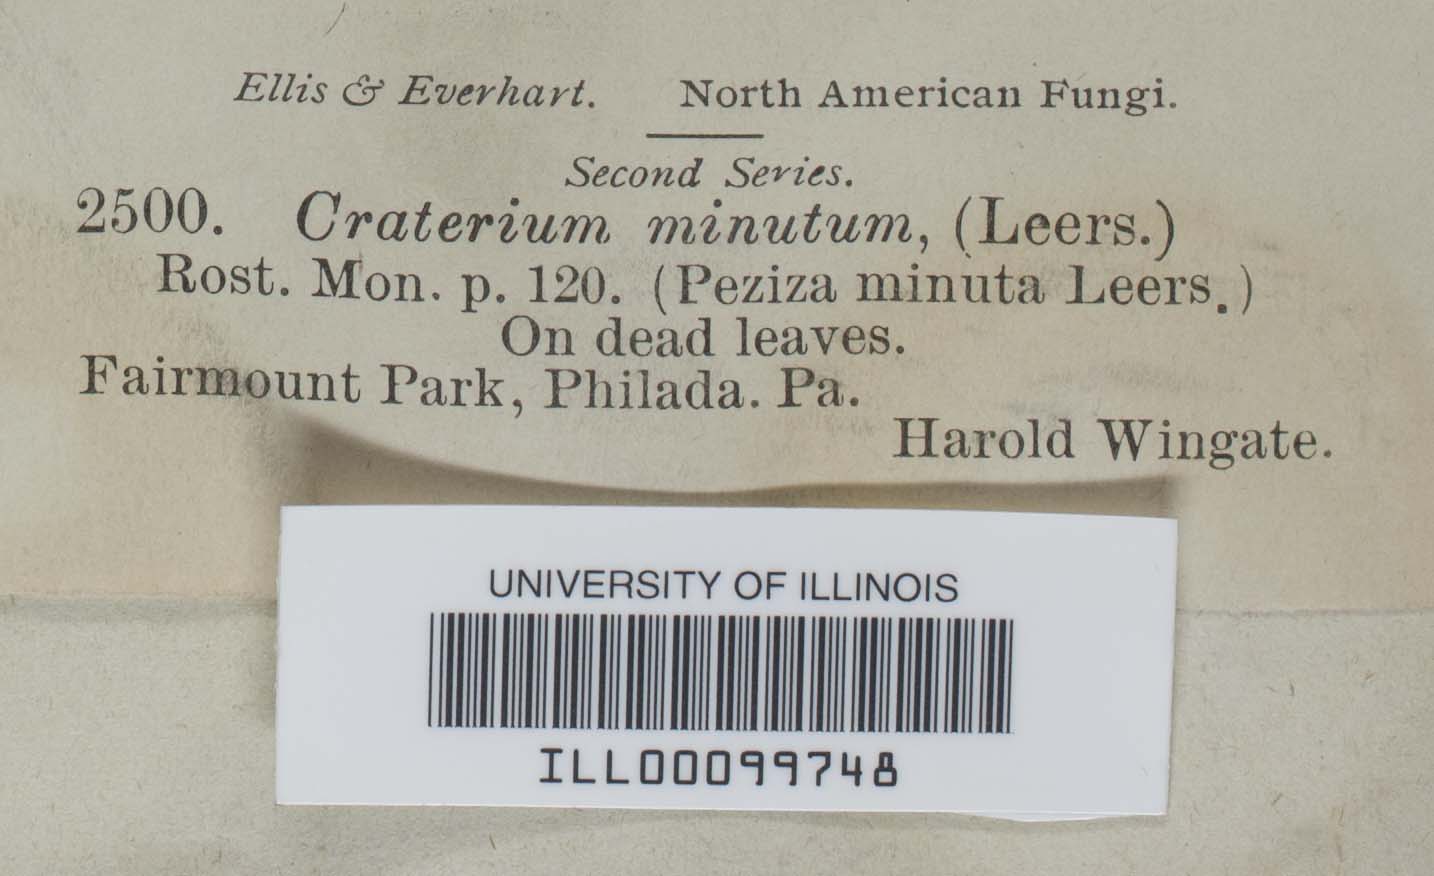 Ellis & Everhart. North American Fungi.
Second Series.
2500. Craterium minutum, (Leers.)
Rost. Mon. p. 120. (Peziza minuta Leers.)
On dead leaves.
Fairmount Park, Philada. Pa.
Harold Wingate.
UNIVERSITY OF ILLINOIS
ILL00099748